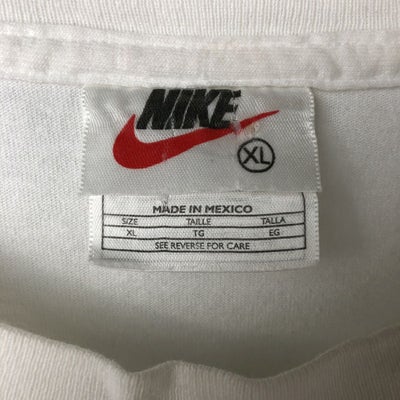 NIKE
XL
MADE IN MEXICO
SIZE TAILLE TALLA
XL TG EG
SEE REVERSE FOR CARE